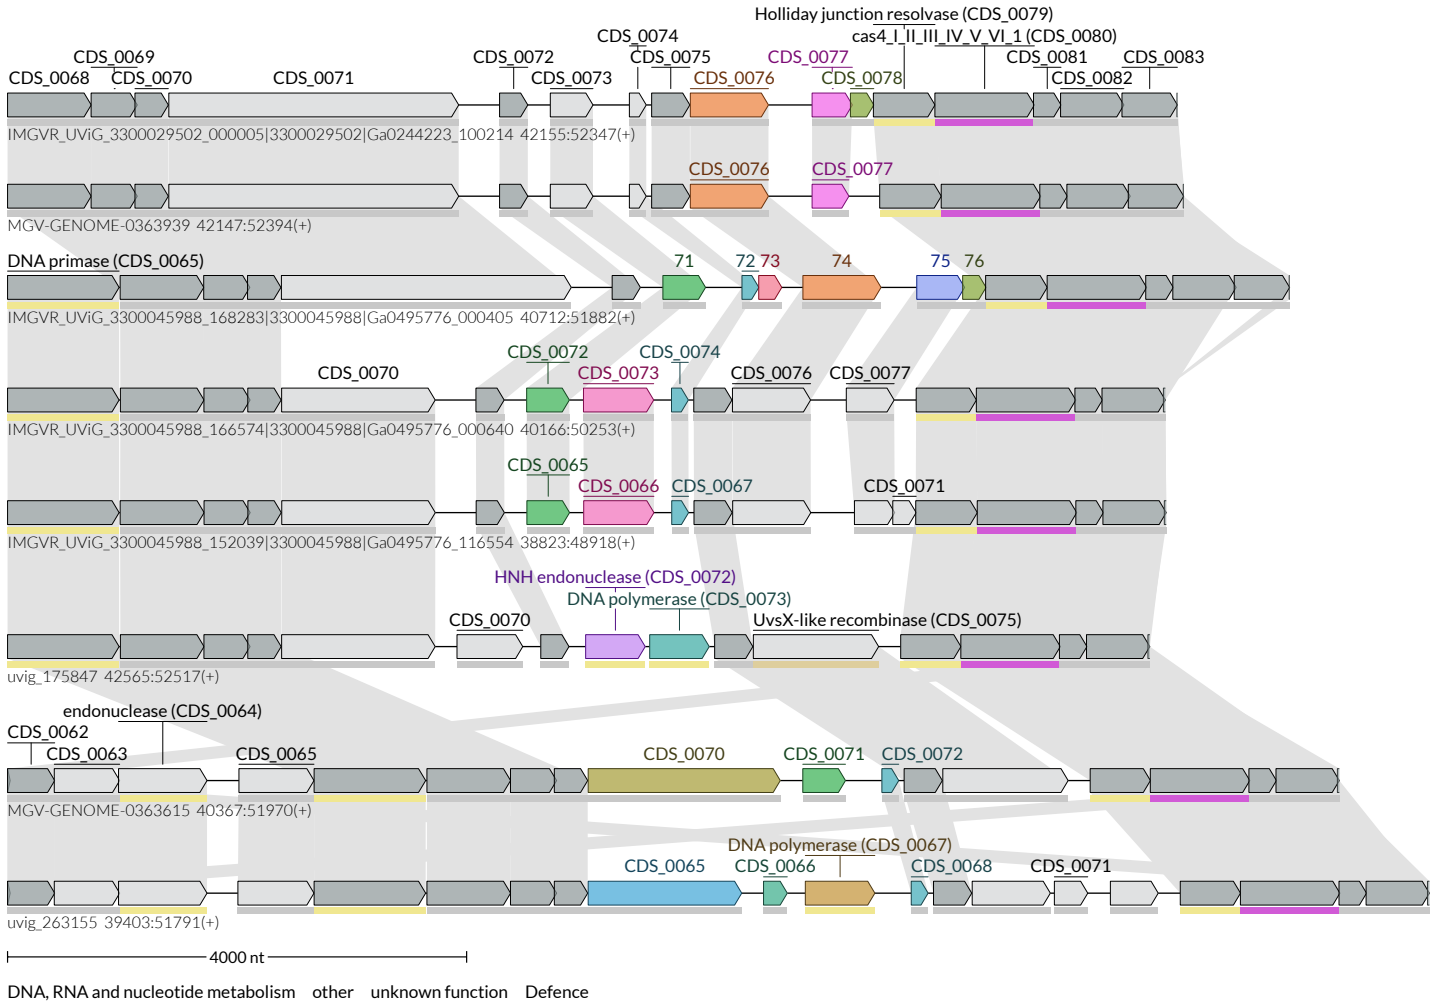 Holliday junction resolvase (CDS_0079)
CDS_0074 cas4_I_II_III_IV_V_VI_1 (CDS_0080)
CDS_0069 CDS_0072 CDS_0075 CDS_0077 CDS_0081 CDS_0083
CDS_0068 CDS_0070 CDS_0071 CDS_0073 CDS_0076 CDS_0078 CDS_0082
IMGVR_UViG_3300029502_000005|3300029502|Ga0244223_100214 42155:52347(+)
CDS_0076 CDS_0077
MGV-GENOME-0363939 42147:52394(+)
DNA primase (CDS_0065) 71 72 73 74 75 76
IMGVR_UViG_3300045988_168283|3300045988|Ga0495776_000405 40712:51882(+)
CDS_0072 CDS_0074
CDS_0070 CDS_0073 CDS_0076 CDS_0077
IMGVR_UViG_3300045988_166574|3300045988|Ga0495776_000640 40166:50253(+)
CDS_0065
CDS_0066 CDS_0067 CDS_0071
IMGVR_UViG_3300045988_152039|3300045988|Ga0495776_116554 38823:48918(+)
HNH endonuclease (CDS_0072)
DNA polymerase (CDS_0073)
CDS_0070 UvsX-like recombinase (CDS_0075)
uvig_175847 42565:52517(+)
endonuclease (CDS_0064)
CDS_0062
CDS_0063 CDS_0065 CDS_0070 CDS_0071 CDS_0072
MGV-GENOME-0363615 40367:51970(+)
DNA polymerase (CDS_0067)
CDS_0065 CDS_0066 CDS_0068 CDS_0071
uvig_263155 39403:51791(+)
4000 nt
DNA, RNA and nucleotide metabolism other unknown function Defence